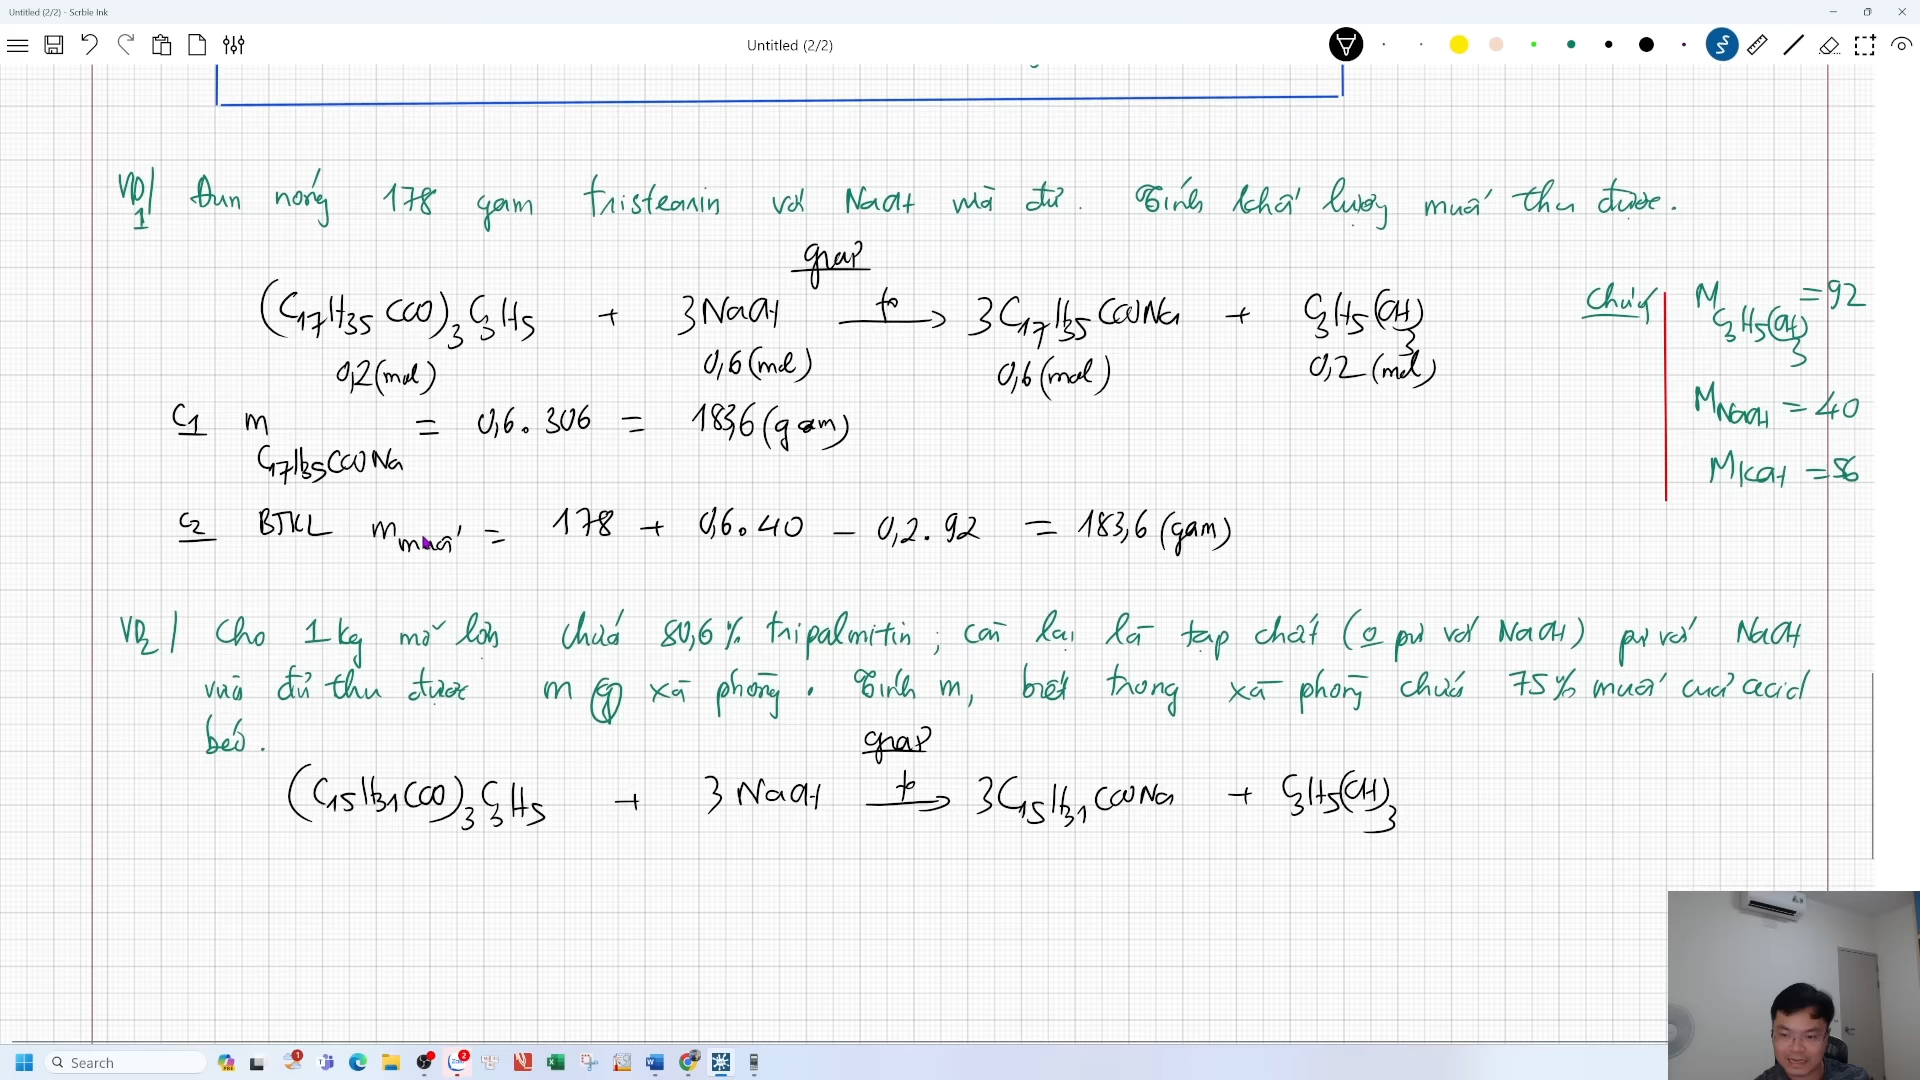 Untitled (2/2) - Scrble Ink
Untitled (2/2)
VD1/ Đun nóng 178 gam tristearin với NaOH vừa đủ. Tính khối lượng muối thu được.
grap
(C17H35COO)3C3H5 + 3NaOH →(t°) 3C17H35COONa + C3H5(OH)3
0,2 (mol) 0,6 (mol) 0,6 (mol) 0,2 (mol)
C1 m C17H35COONa = 0,6.306 = 183,6 (gam)
C2 BTKL m muối = 178 + 0,6.40 - 0,2.92 = 183,6 (gam)
Chú ý
M C3H5(OH)3 = 92
M NaOH = 40
M KOH = 56
VD2/ Cho 1 kg mỡ lợn chứa 80,6% tripalmitin, còn lại là tạp chất (o pư với NaOH) pư với NaOH
vừa đủ thu được m (g) xà phòng. Tính m, biết trong xà phòng chứa 75% muối của acid
béo.
grap
(C15H31COO)3C3H5 + 3NaOH →(t°) 3C15H31COONa + C3H5(OH)3
Search